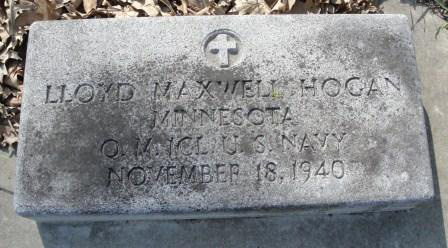 LLOYD MAXWELL HOGAN
MINNESOTA
Q.M. 1CL. U S. NAVY
NOVEMBER 18, 1940